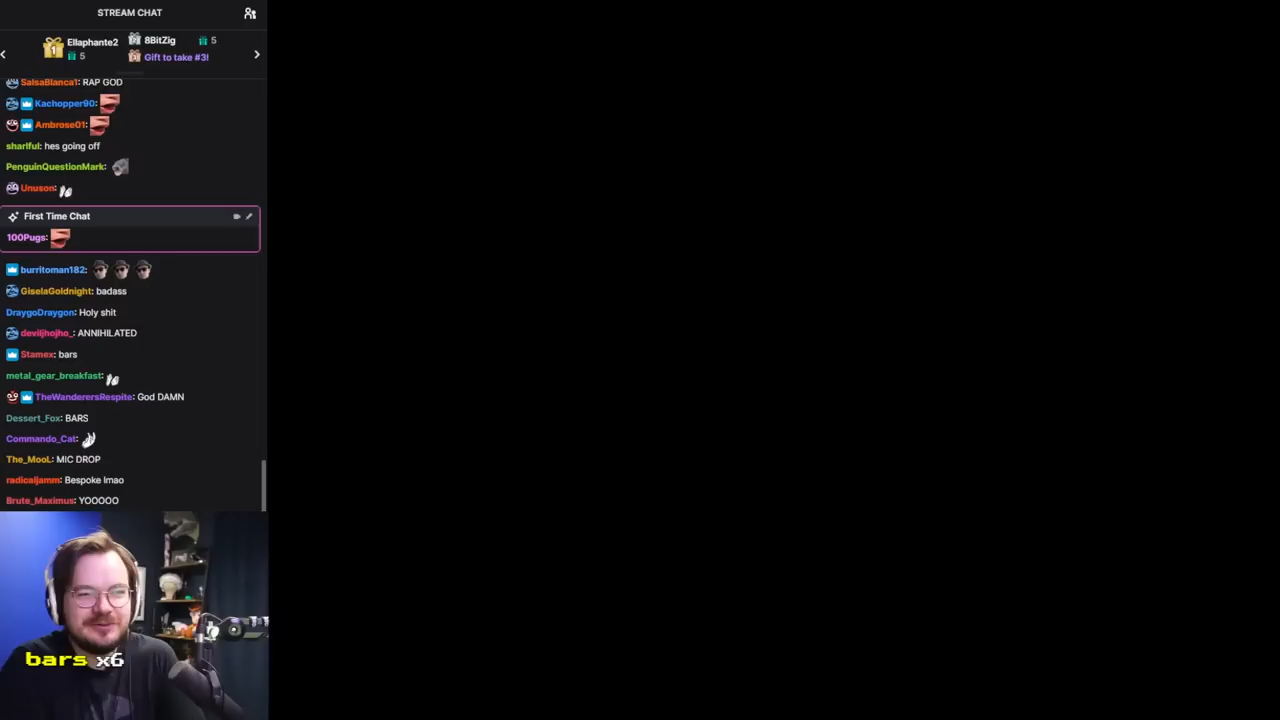 STREAM CHAT
Ellaphante2
5
8BitZig 5
Gift to take #3!
SalsaBlanca1: RAP GOD
Kachopper90:
Ambrose01:
sharlful: hes going off
PenguinQuestionMark:
Unuson:
First Time Chat
100Pugs:
burritoman182:
GiselaGoldnight: badass
DraygoDraygon: Holy shit
deviljhojho_: ANNIHILATED
Stamex: bars
metal_gear_breakfast:
TheWanderersRespite: God DAMN
Dessert_Fox: BARS
Commando_Cat:
The_MooL: MIC DROP
radicaljamm: Bespoke lmao
Brute_Maximus: YOOOOO
bars x6